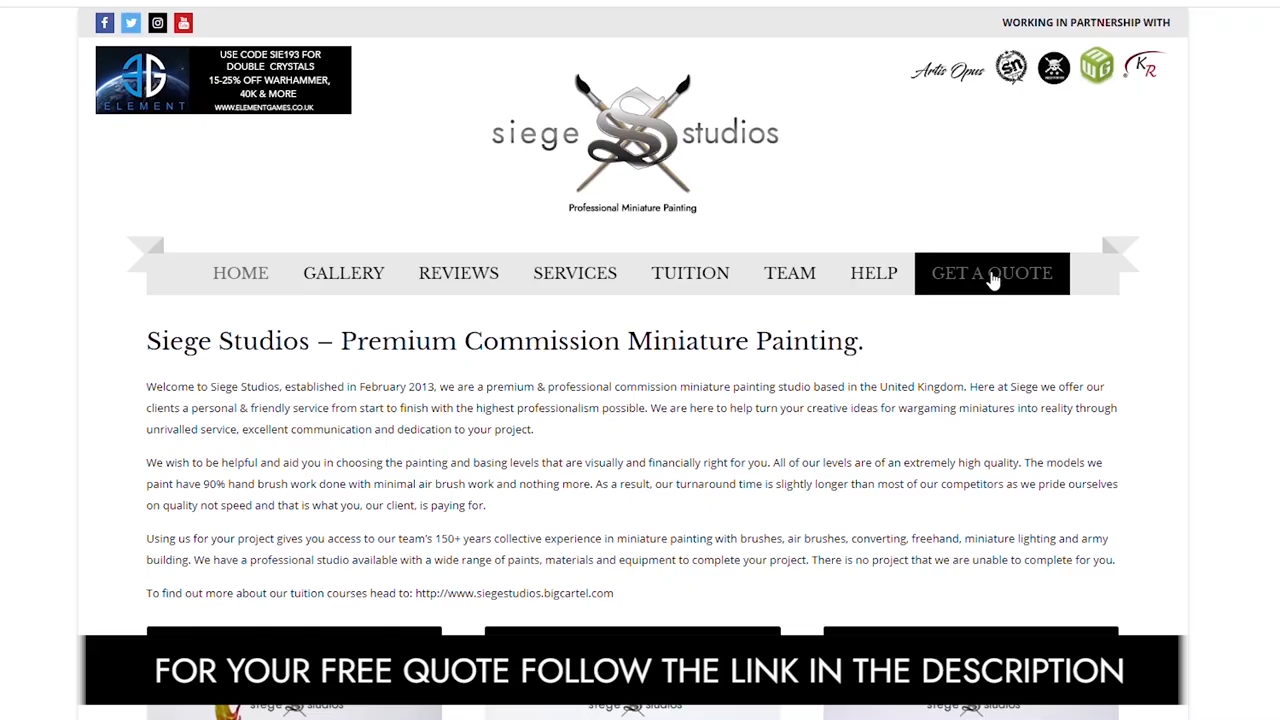 WORKING IN PARTNERSHIP WITH
USE CODE SIE193 FOR
DOUBLE CRYSTALS
15-25% OFF WARHAMMER,
40K & MORE
WWW.ELEMENTGAMES.CO.UK
ELEMENT
Artis Opus
KR
siege studios
Professional Miniature Painting
HOME GALLERY REVIEWS SERVICES TUITION TEAM HELP GET A QUOTE
Siege Studios – Premium Commission Miniature Painting.
Welcome to Siege Studios, established in February 2013, we are a premium & professional commission miniature painting studio based in the United Kingdom. Here at Siege we offer our
clients a personal & friendly service from start to finish with the highest professionalism possible. We are here to help turn your creative ideas for wargaming miniatures into reality through
unrivalled service, excellent communication and dedication to your project.
We wish to be helpful and aid you in choosing the painting and basing levels that are visually and financially right for you. All of our levels are of an extremely high quality. The models we
paint have 90% hand brush work done with minimal air brush work and nothing more. As a result, our turnaround time is slightly longer than most of our competitors as we pride ourselves
on quality not speed and that is what you, our client, is paying for.
Using us for your project gives you access to our team's 150+ years collective experience in miniature painting with brushes, air brushes, converting, freehand, miniature lighting and army
building. We have a professional studio available with a wide range of paints, materials and equipment to complete your project. There is no project that we are unable to complete for you.
To find out more about our tuition courses head to: http://www.siegestudios.bigcartel.com
FOR YOUR FREE QUOTE FOLLOW THE LINK IN THE DESCRIPTION